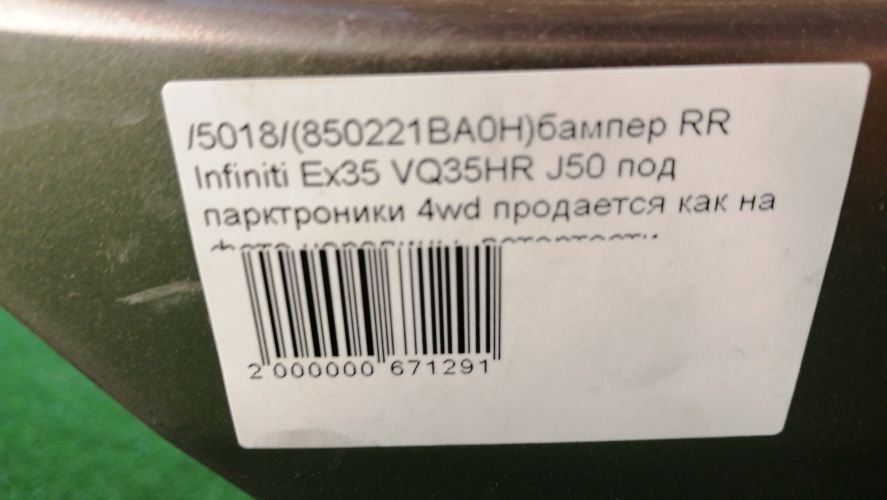 /5018/(850221BA0H)бампер RR
Infiniti Ex35 VQ35HR J50 под
парктроники 4wd продается как на
2 000000 671291